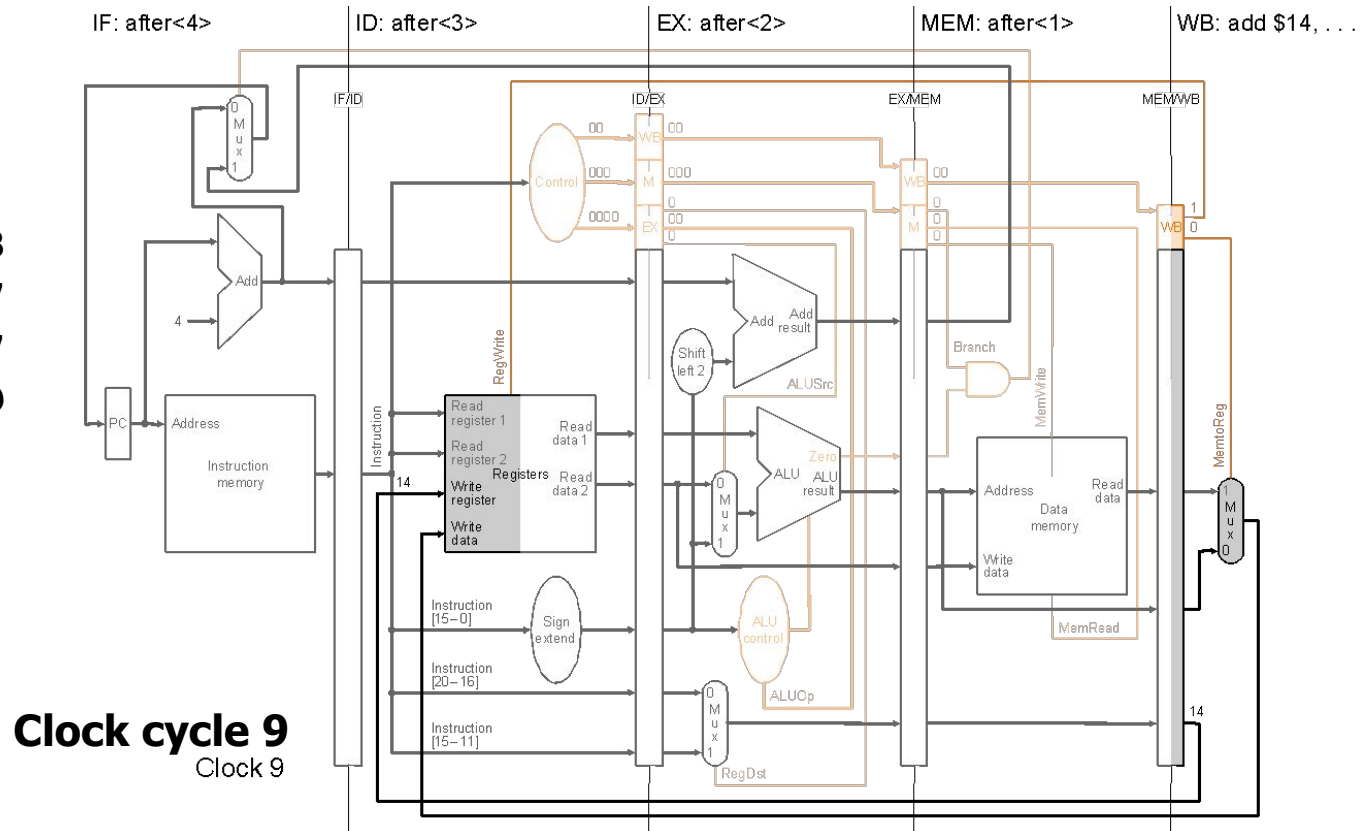 IF: after<4>
ID: after<3>
EX: after<2>
MEM: after<1>
WB: add $14, . . .
IF/ID
ID/EX
EX/MEM
MEM/WB
0
M
u
x
1
Control
00
000
0000
WB
M
EX
00
000
0
00
0
WB
M
00
0
0
0
WB
1
0
Add
4
RegWrite
Shift
left 2
Add
Add
result
ALUSrc
Branch
MemWrite
MemtoReg
PC
Address
Instruction
memory
Instruction
14
Read
register 1
Read
register 2
Registers
Write
register
Write
data
Read
data 1
Read
data 2
0
M
u
x
1
ALU
Zero
ALU
result
Address
Data
memory
Read
data
Write
data
1
M
u
x
0
Instruction
[15–0]
Sign
extend
ALU
control
MemRead
Instruction
[20–16]
Instruction
[15–11]
0
M
u
x
1
ALUOp
RegDst
14
Clock cycle 9
Clock 9